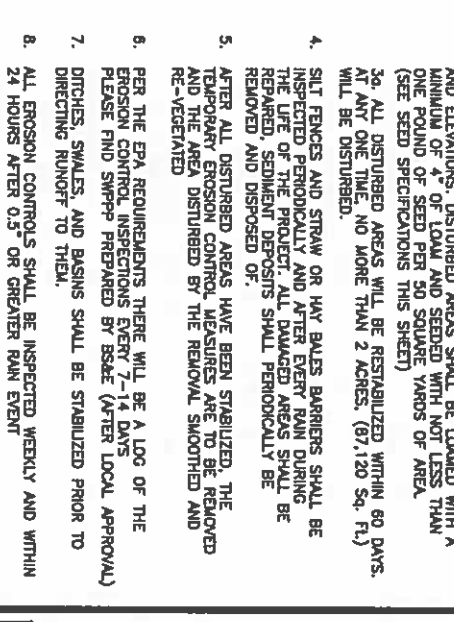 AND ELEVATIONS, DISTURBED AREAS SHALL BE LOAMED WITH A
MINIMUM OF 4" OF LOAM AND SEEDED WITH NOT LESS THAN
ONE POUND OF SEED PER 50 SQUARE YARDS OF AREA.
(SEE SEED SPECIFICATIONS THIS SHEET)
3a. ALL DISTURBED AREAS WILL BE RESTABILIZED WITHIN 60 DAYS.
AT ANY ONE TIME, NO MORE THAN 2 ACRES, (87,120 Sq. Ft.)
WILL BE DISTURBED.
4. SILT FENCES AND STRAW OR HAY BALES BARRIERS SHALL BE
INSPECTED PERIODICALLY AND AFTER EVERY RAIN DURING
THE LIFE OF THE PROJECT. ALL DAMAGED AREAS SHALL BE
REPAIRED, SEDIMENT DEPOSITS SHALL PERIODICALLY BE
REMOVED AND DISPOSED OF.
5. AFTER ALL DISTURBED AREAS HAVE BEEN STABILIZED, THE
TEMPORARY EROSION CONTROL MEASURES ARE TO BE REMOVED
AND THE AREA DISTURBED BY THE REMOVAL SMOOTHED AND
RE-VEGETATED
6. PER THE EPA REQUIREMENTS THERE WILL BE A LOG OF THE
EROSION CONTROL INSPECTIONS EVERY 7-14 DAYS
PLEASE FIND SWPPP PREPARED BY BS&E (AFTER LOCAL APPROVAL)
7. DITCHES, SWALES, AND BASINS SHALL BE STABILIZED PRIOR TO
DIRECTING RUNOFF TO THEM.
8. ALL EROSION CONTROLS SHALL BE INSPECTED WEEKLY AND WITHIN
24 HOURS AFTER 0.5" OR GREATER RAIN EVENT